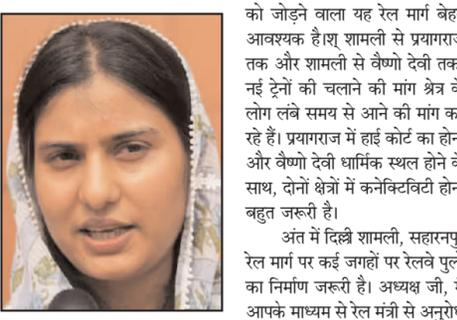 को जोड़ने वाला यह रेल मार्ग बेह
आवश्यक है।श् शामली से प्रयागराज
तक और शामली से वैष्णो देवी तक
नई ट्रेनों की चलाने की मांग श्रेत्र के
लोग लंबे समय से आने की मांग क
रहे हैं। प्रयागराज में हाई कोर्ट का होन
और वैष्णो देवी धार्मिक स्थल होने के
साथ, दोनों क्षेत्रों में कनेक्टिविटी होन
बहुत जरूरी है।
अंत में दिल्ली शामली, सहारनपु
रेल मार्ग पर कई जगहों पर रेलवे पुल
का निर्माण जरूरी है। अध्यक्ष जी, मै
आपके माध्यम से रेल मंत्री से अनुरोध